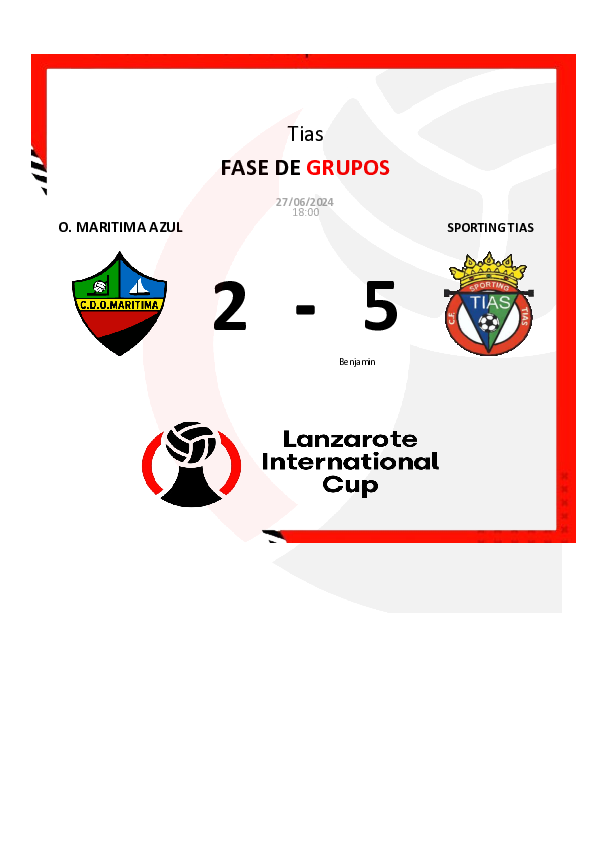 Tias
FASE DE GRUPOS
27/06/2024
18:00
O. MARITIMA AZUL
SPORTING TIAS
C.D.O.MARITIMA
SPORTING
TIAS
C.F.
TIAS
2 - 5
Benjamin
Lanzarote
International
Cup